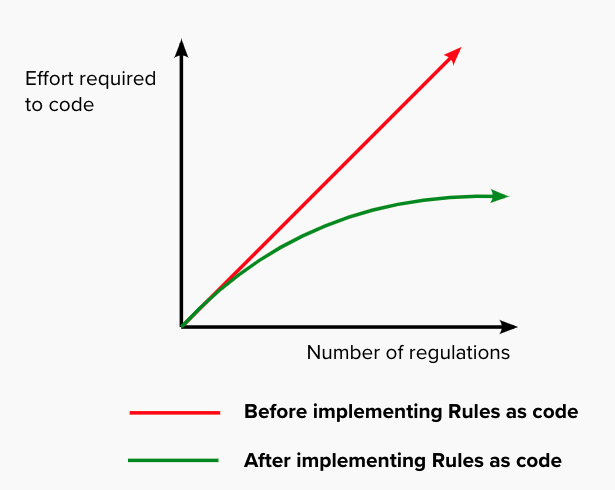 Effort required
to code
Number of regulations
Before implementing Rules as code
After implementing Rules as code